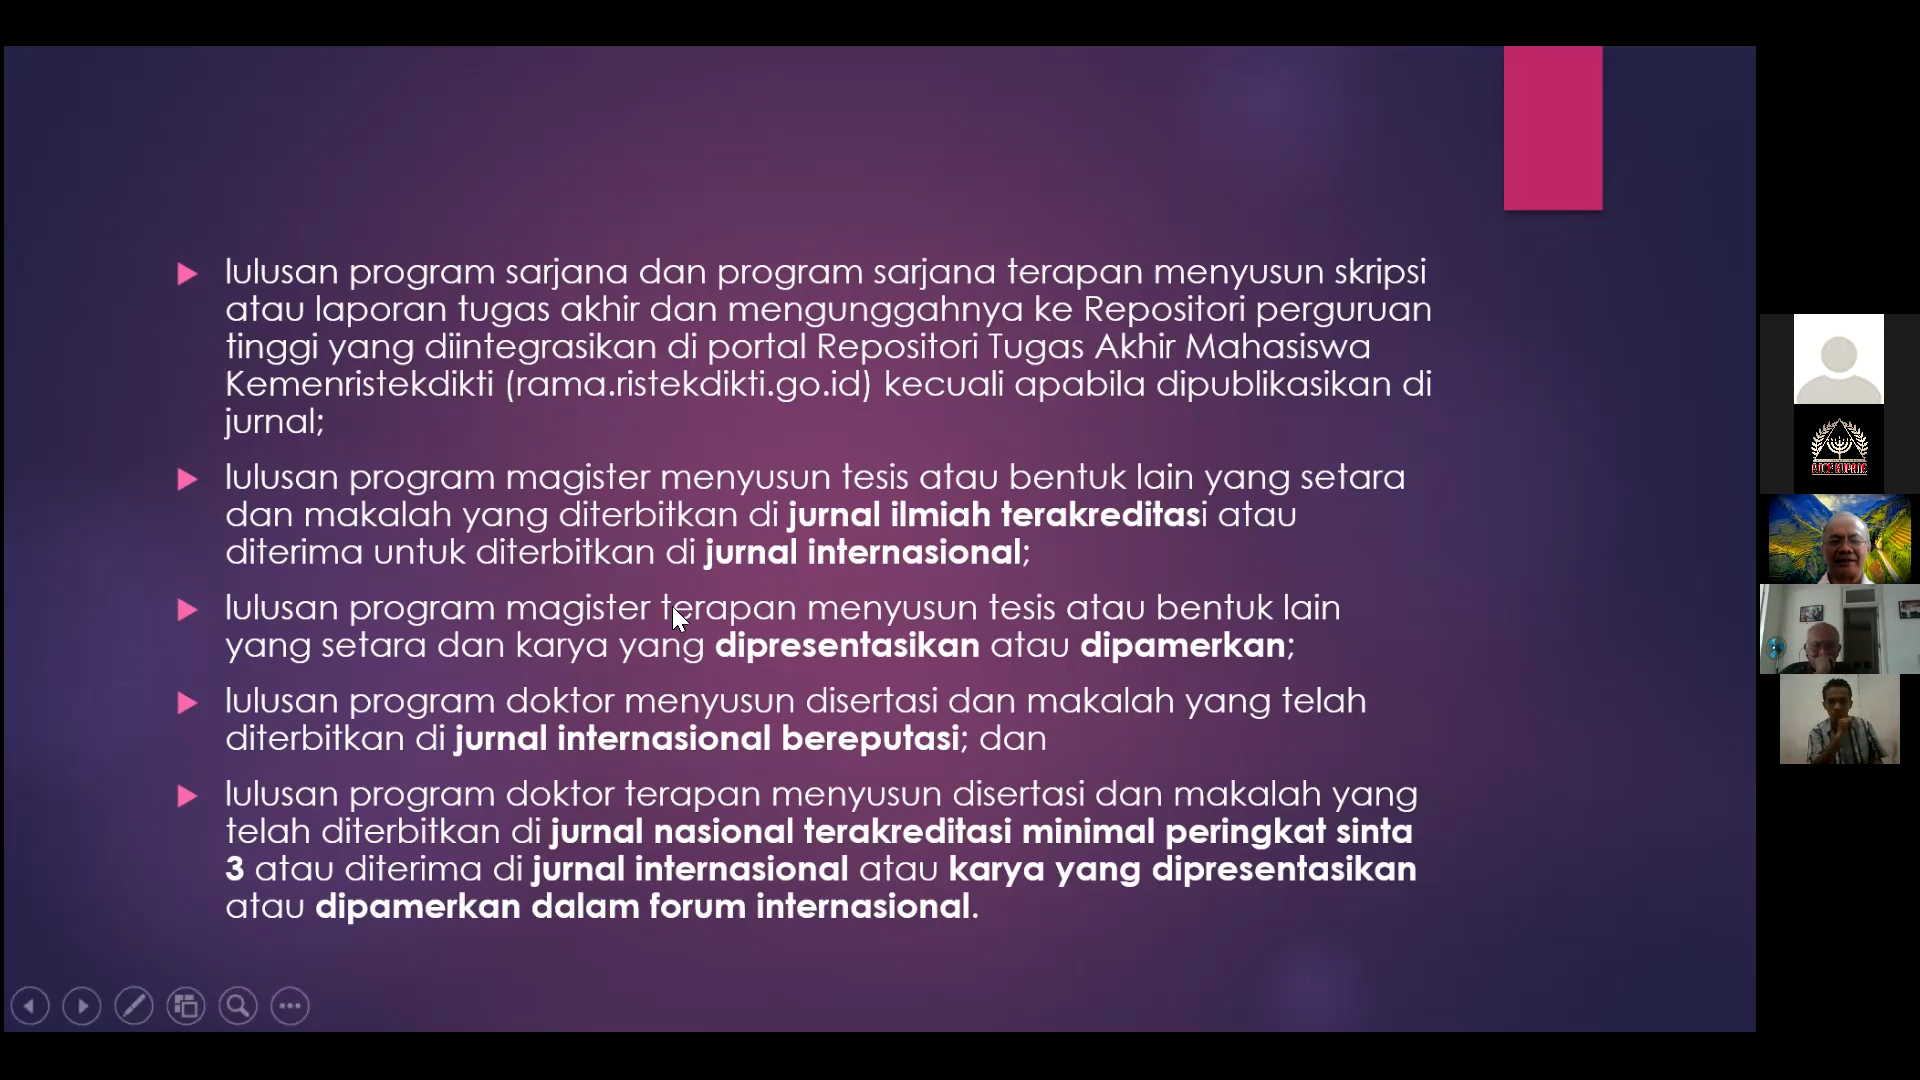 lulusan program sarjana dan program sarjana terapan menyusun skripsi
atau laporan tugas akhir dan mengunggahnya ke Repositori perguruan
tinggi yang diintegrasikan di portal Repositori Tugas Akhir Mahasiswa
Kemenristekdikti (rama.ristekdikti.go.id) kecuali apabila dipublikasikan di
jurnal;
lulusan program magister menyusun tesis atau bentuk lain yang setara
dan makalah yang diterbitkan di jurnal ilmiah terakreditasi atau
diterima untuk diterbitkan di jurnal internasional;
lulusan program magister terapan menyusun tesis atau bentuk lain
yang setara dan karya yang dipresentasikan atau dipamerkan;
lulusan program doktor menyusun disertasi dan makalah yang telah
diterbitkan di jurnal internasional bereputasi; dan
lulusan program doktor terapan menyusun disertasi dan makalah yang
telah diterbitkan di jurnal nasional terakreditasi minimal peringkat sinta
3 atau diterima di jurnal internasional atau karya yang dipresentasikan
atau dipamerkan dalam forum internasional.